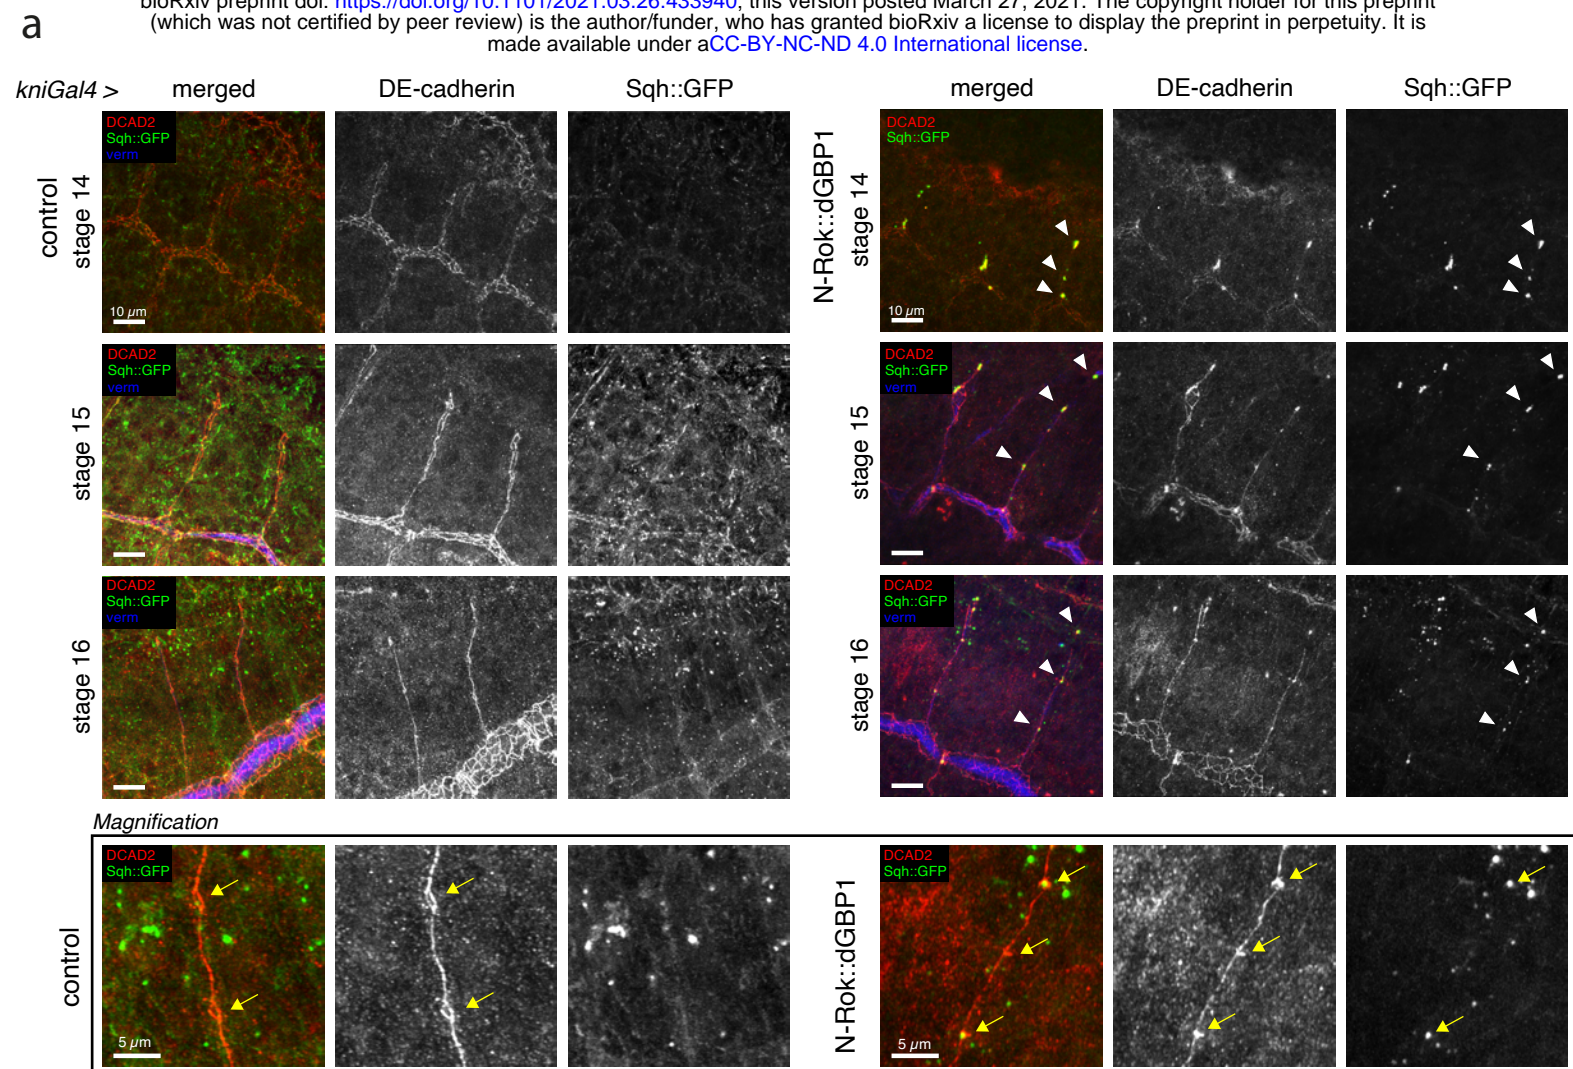 bioRxiv preprint doi: https://doi.org/10.1101/2021.03.26.433940; this version posted March 27, 2021. The copyright holder for this preprint
(which was not certified by peer review) is the author/funder, who has granted bioRxiv a license to display the preprint in perpetuity. It is
made available under aCC-BY-NC-ND 4.0 International license.
a
kniGal4 >
merged
DE-cadherin
Sqh::GFP
merged
DE-cadherin
Sqh::GFP
control
stage 14
DCAD2
Sqh::GFP
verm
10 µm
N-Rok::dGBP1
stage 14
DCAD2
Sqh::GFP
10 µm
stage 15
DCAD2
Sqh::GFP
verm
stage 15
DCAD2
Sqh::GFP
verm
stage 16
DCAD2
Sqh::GFP
verm
stage 16
DCAD2
Sqh::GFP
verm
Magnification
control
DCAD2
Sqh::GFP
5 µm
N-Rok::dGBP1
DCAD2
Sqh::GFP
5 µm